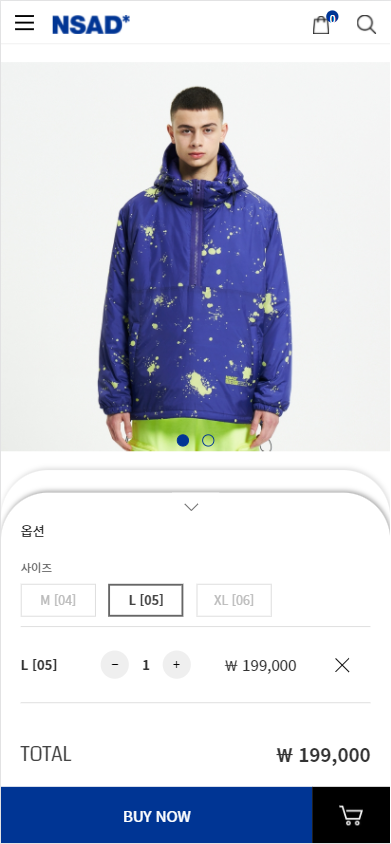 NSAD*
0
옵션
사이즈
M [04] L [05] XL [06]
L [05] − 1 + ₩ 199,000
TOTAL ₩ 199,000
BUY NOW